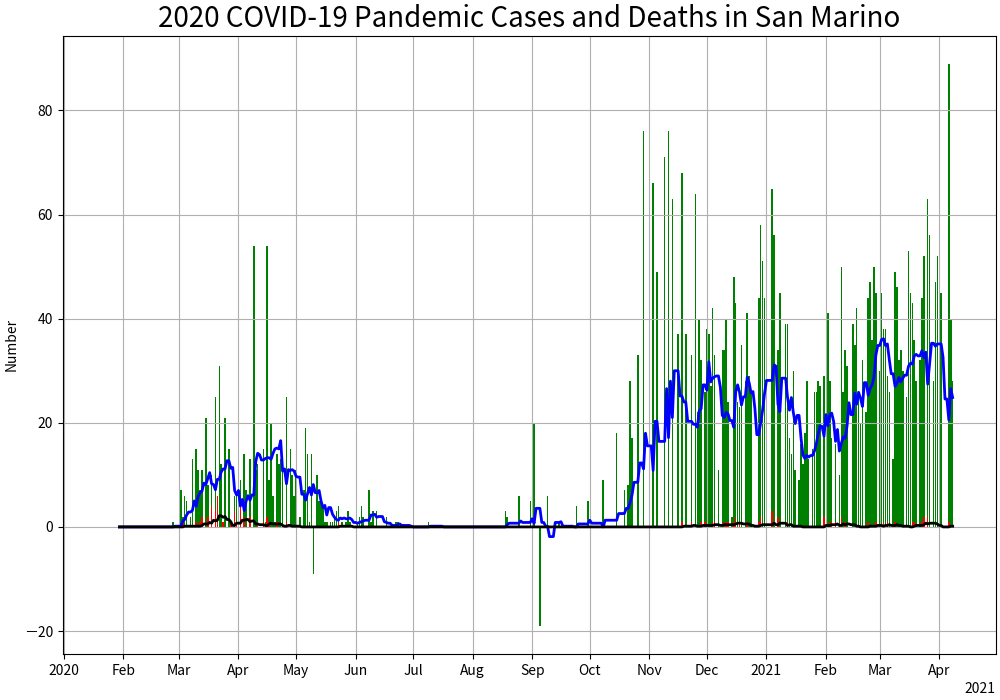 2020 COVID-19 Pandemic Cases and Deaths in San Marino
Number
80
60
40
20
0
−20
2020 Feb Mar Apr May Jun Jul Aug Sep Oct Nov Dec 2021 Feb Mar Apr
2021